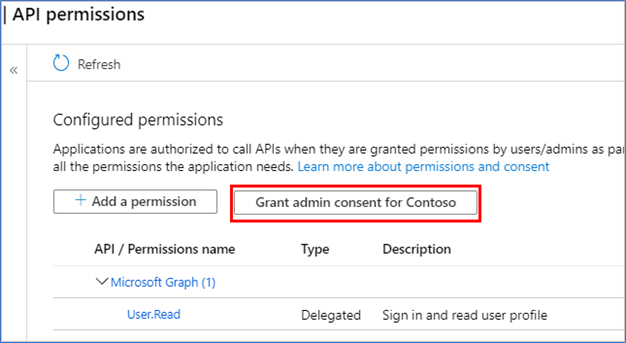 API permissions
«
Refresh
Configured permissions
Applications are authorized to call APIs when they are granted permissions by users/admins as pa
all the permissions the application needs. Learn more about permissions and consent
+ Add a permission Grant admin consent for Contoso
API / Permissions name Type Description
Microsoft Graph (1)
User.Read Delegated Sign in and read user profile